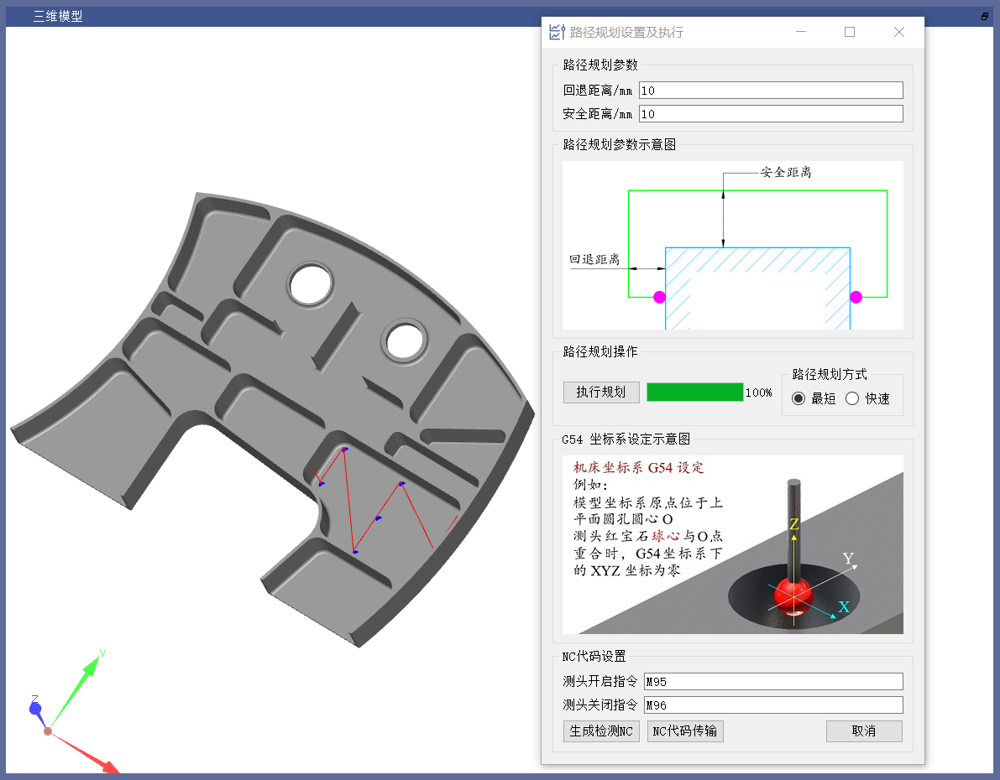 三维模型
路径规划设置及执行
路径规划参数
回退距离/mm 10
安全距离/mm 10
路径规划参数示意图
安全距离
回退距离
路径规划操作
执行规划
100%
路径规划方式
最短
快速
G54 坐标系设定示意图
机床坐标系 G54 设定
例如：
模型坐标系原点位于上
平面圆孔圆心 O
测头红宝石球心与O点
重合时，G54坐标系下
的 XYZ 坐标为零
Z
Y
X
NC代码设置
测头开启指令 M95
测头关闭指令 M96
生成检测NC
NC代码传输
取消
Y
Z